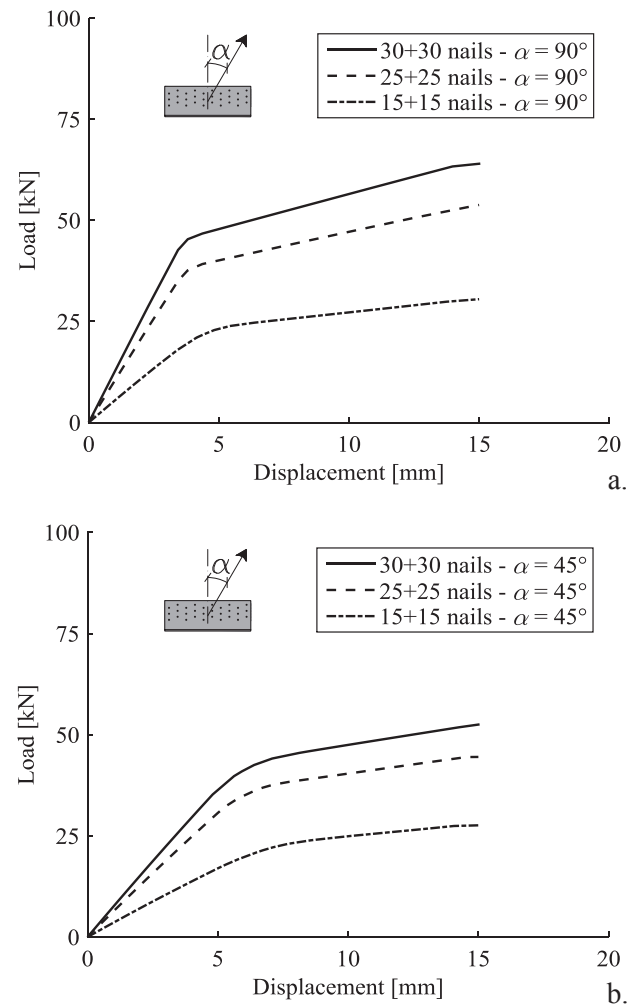 100
75
50
25
0
Load [kN]
α
30+30 nails - α = 90°
25+25 nails - α = 90°
15+15 nails - α = 90°
0 5 10 15 20
Displacement [mm]
a.
100
75
50
25
0
Load [kN]
α
30+30 nails - α = 45°
25+25 nails - α = 45°
15+15 nails - α = 45°
0 5 10 15 20
Displacement [mm]
b.